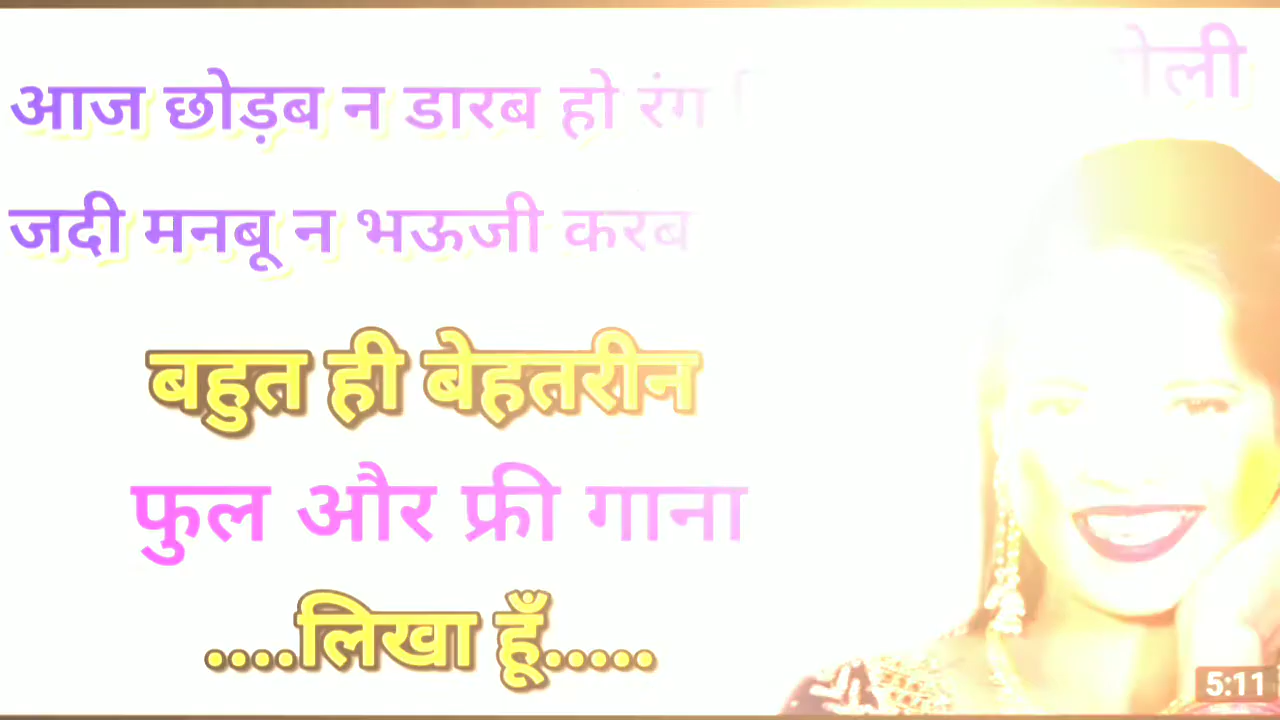 आज छोड़ब न डारब हो रंग
जदी मनबू न भऊजी करब
बहुत ही बेहतरीन
फुल और फ्री गाना
....लिखा हूँ.....
5:11